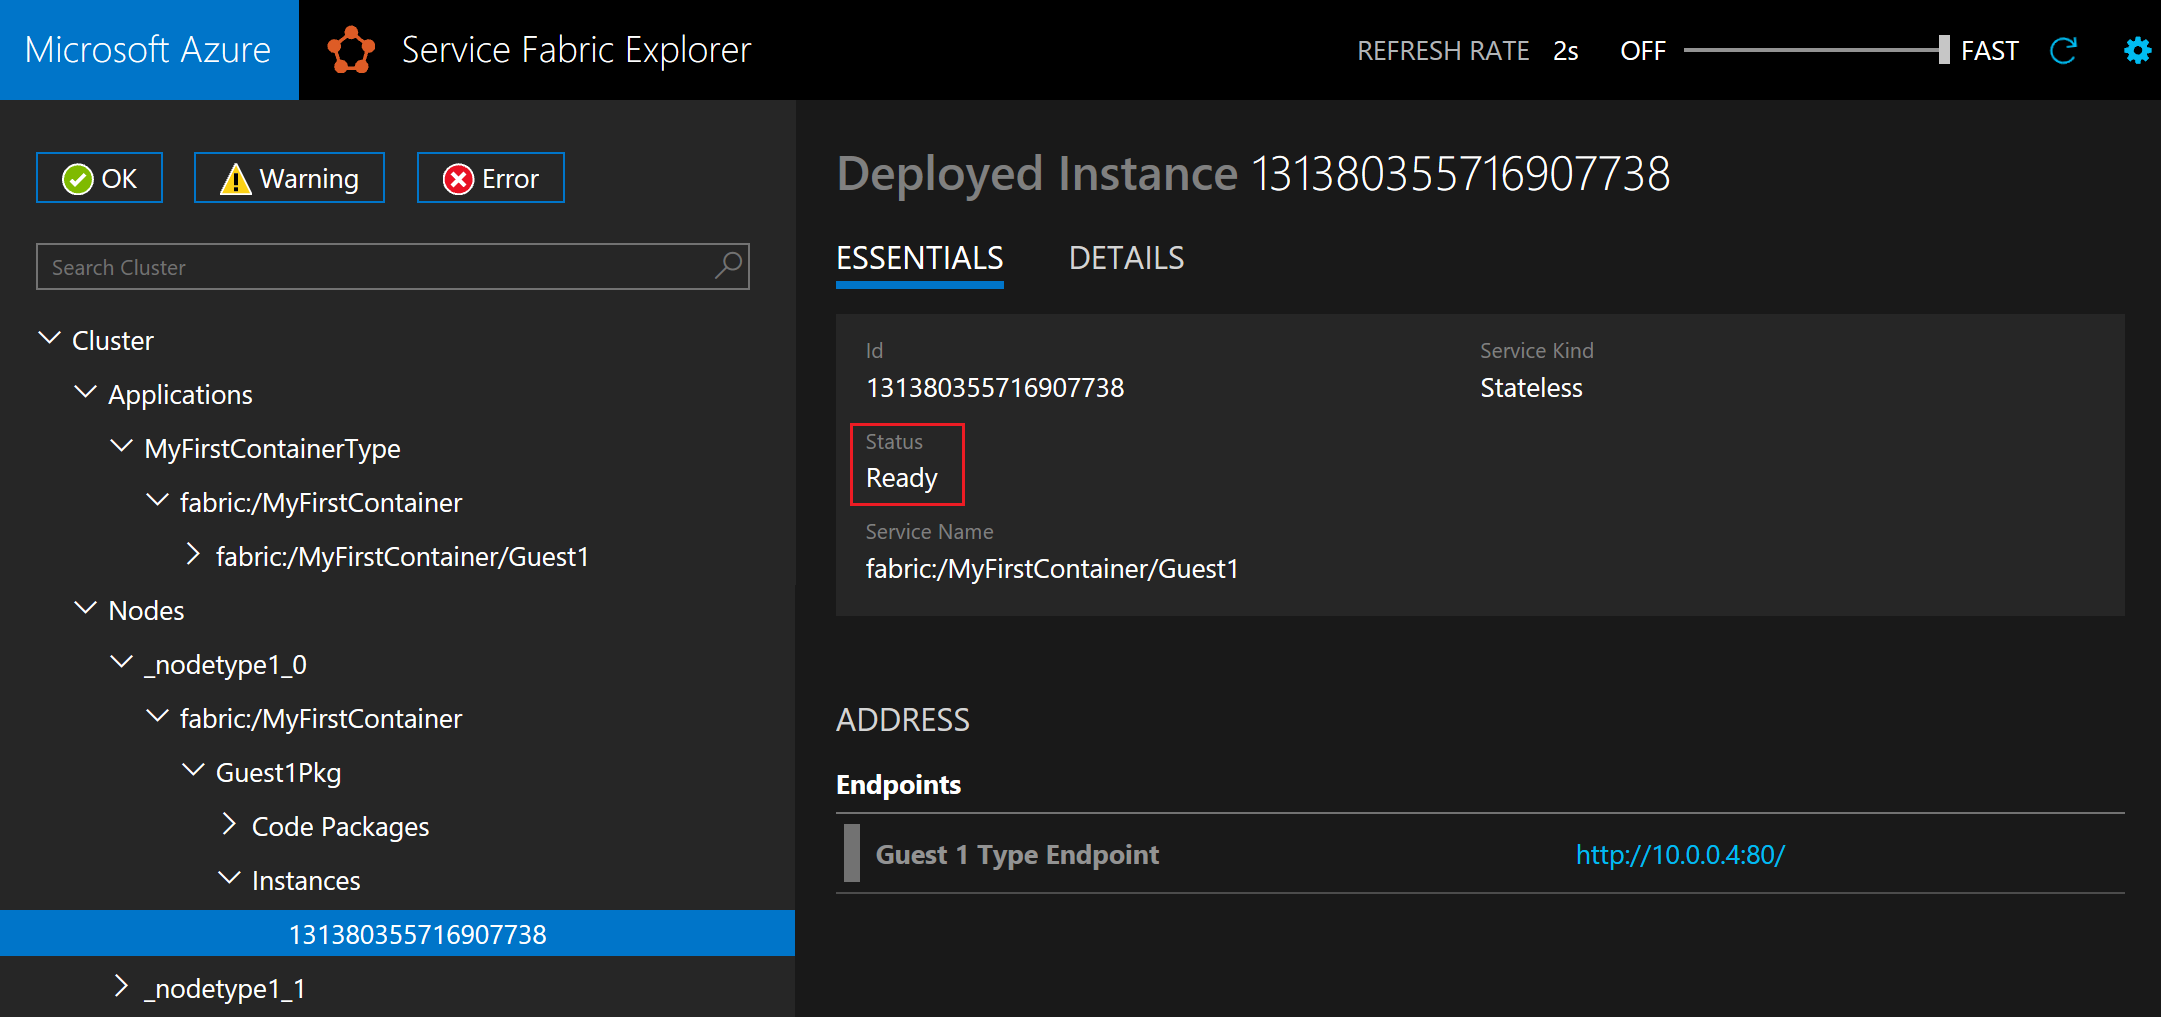 Microsoft Azure Service Fabric Explorer REFRESH RATE 2s OFF FAST
OK Warning Error
Search Cluster
Cluster
Applications
MyFirstContainerType
fabric:/MyFirstContainer
fabric:/MyFirstContainer/Guest1
Nodes
_nodetype1_0
fabric:/MyFirstContainer
Guest1Pkg
Code Packages
Instances
131380355716907738
_nodetype1_1
Deployed Instance 131380355716907738
ESSENTIALS DETAILS
Id Service Kind
131380355716907738 Stateless
Status
Ready
Service Name
fabric:/MyFirstContainer/Guest1
ADDRESS
Endpoints
Guest 1 Type Endpoint http://10.0.0.4:80/